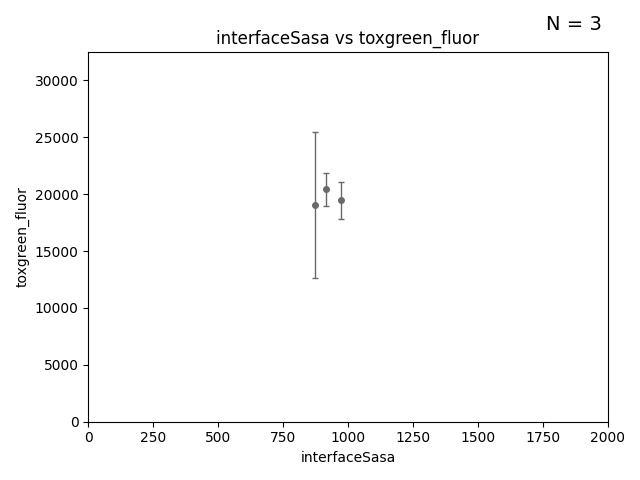 N = 3
interfaceSasa vs toxgreen_fluor
30000
25000
20000
15000
10000
5000
0
toxgreen_fluor
0 250 500 750 1000 1250 1500 1750 2000
interfaceSasa